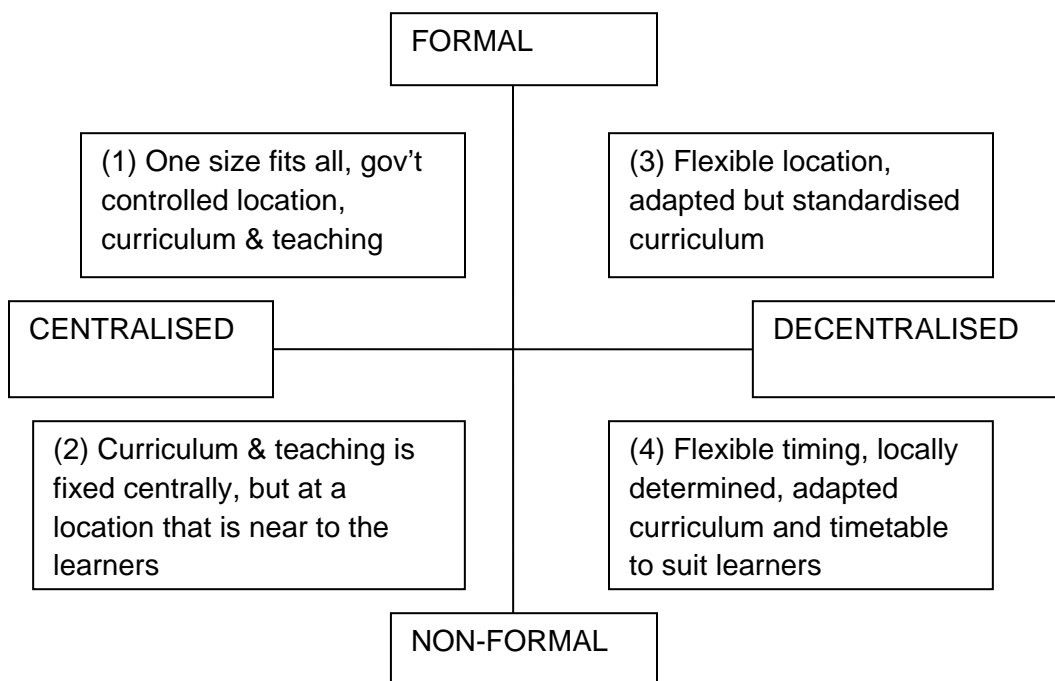 FORMAL
(1) One size fits all, gov’t
controlled location,
curriculum & teaching
(3) Flexible location,
adapted but standardised
curriculum
CENTRALISED
DECENTRALISED
(2) Curriculum & teaching is
fixed centrally, but at a
location that is near to the
learners
(4) Flexible timing, locally
determined, adapted
curriculum and timetable
to suit learners
NON-FORMAL